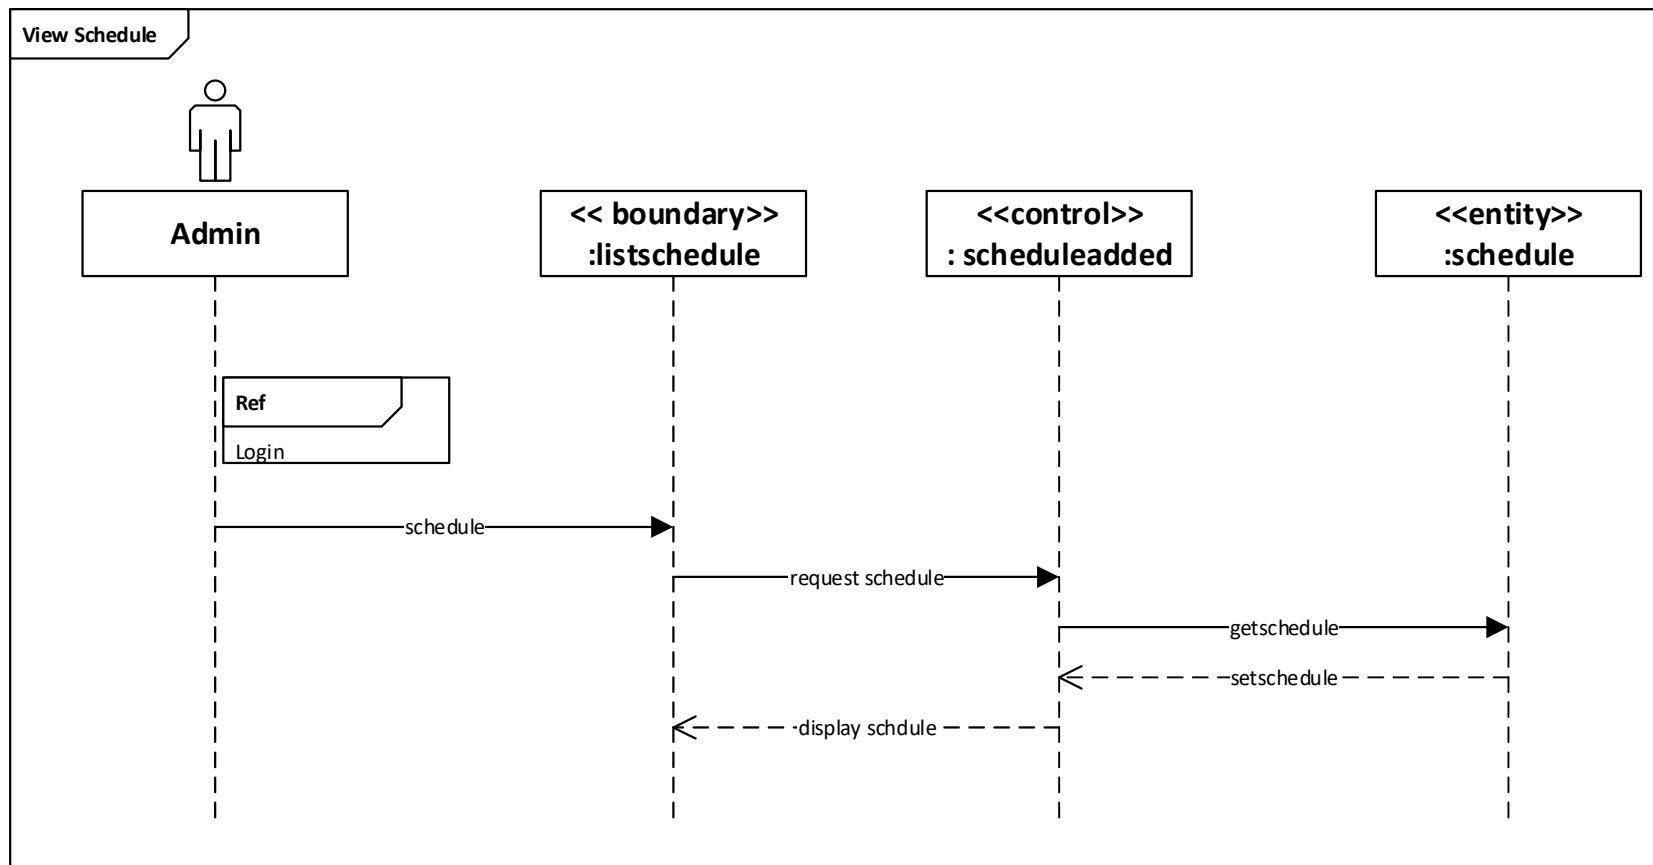 View Schedule
Admin
<< boundary>>
:listschedule
<<control>>
: scheduleadded
<<entity>>
:schedule
Ref
Login
schedule
request schedule
getschedule
setschedule
display schdule